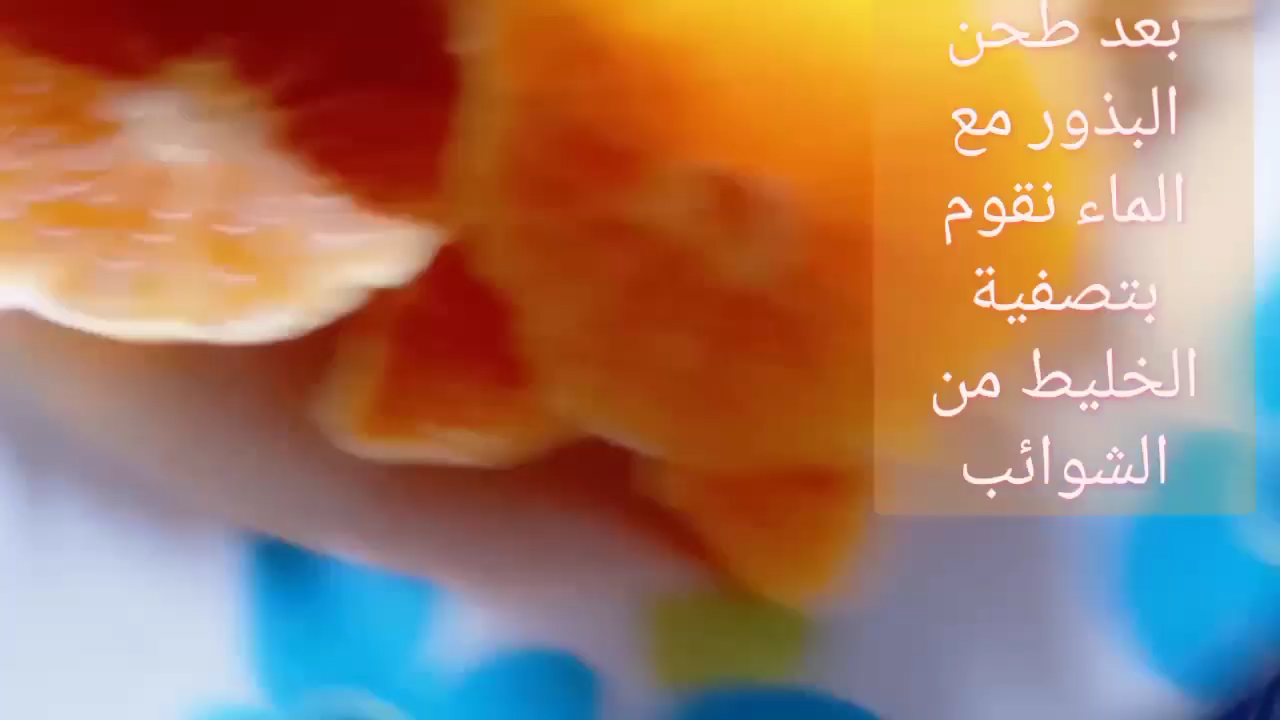 بعد طحن
البذور مع
الماء نقوم
بتصفية
الخليط من
الشوائب